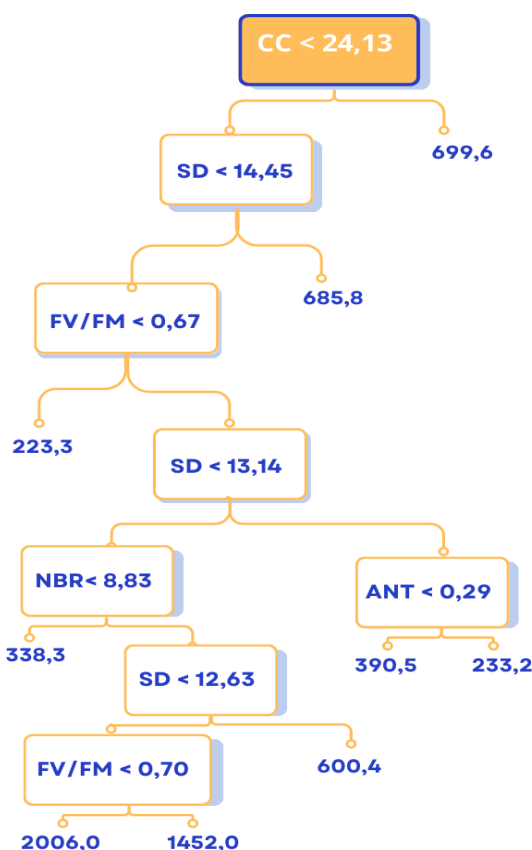 CC < 24,13
699,6
SD < 14,45
685,8
FV/FM < 0,67
223,3
SD < 13,14
NBR< 8,83
ANT < 0,29
338,3
390,5
233,2
SD < 12,63
FV/FM < 0,70
600,4
2006,0
1452,0